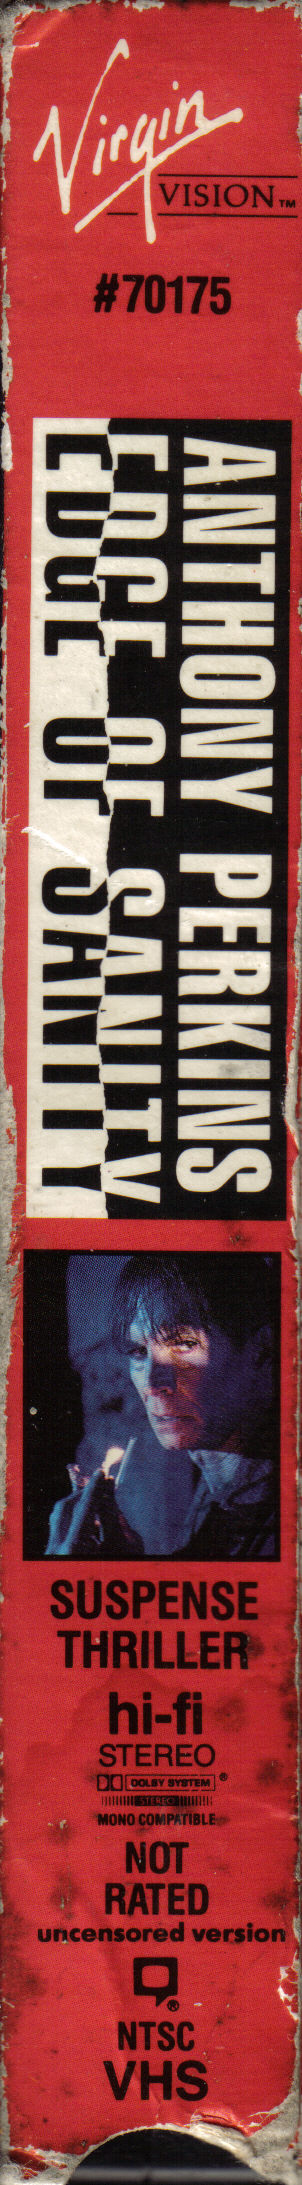 Virgin
VISION™
#70175
ANTHONY PERKINS
EDGE OF SANITY
SUSPENSE
THRILLER
hi-fi
STEREO
DOLBY SYSTEM®
STEREO
MONO COMPATIBLE
NOT
RATED
uncensored version
®
NTSC
VHS